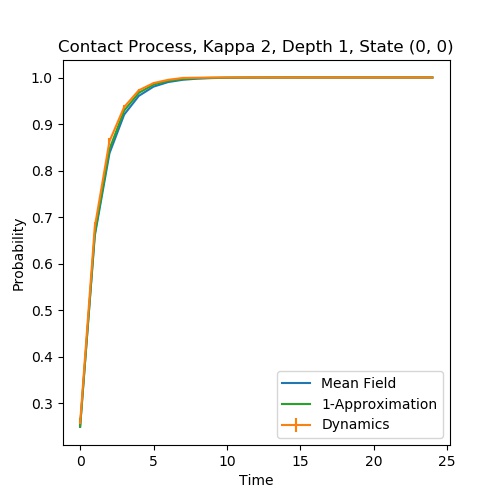 Contact Process, Kappa 2, Depth 1, State (0, 0)
1.0
0.9
0.8
0.7
0.6
0.5
0.4
0.3
Probability
0
5
10
15
20
25
Time
Mean Field
1-Approximation
Dynamics